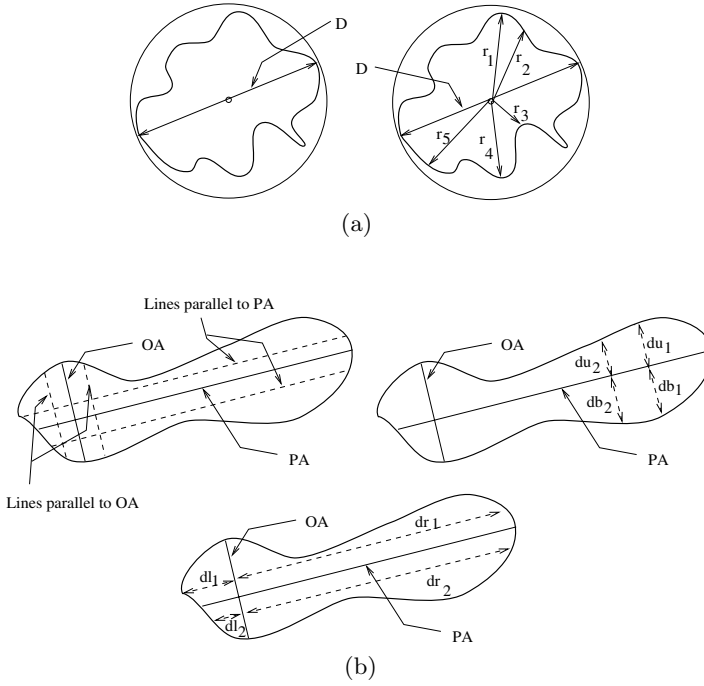 D
D
r1
r2
r3
r4
r5
(a)
Lines parallel to PA
OA
PA
Lines parallel to OA
OA
du1
du2
db1
db2
PA
OA
dr1
dl1
dr2
dl2
PA
(b)